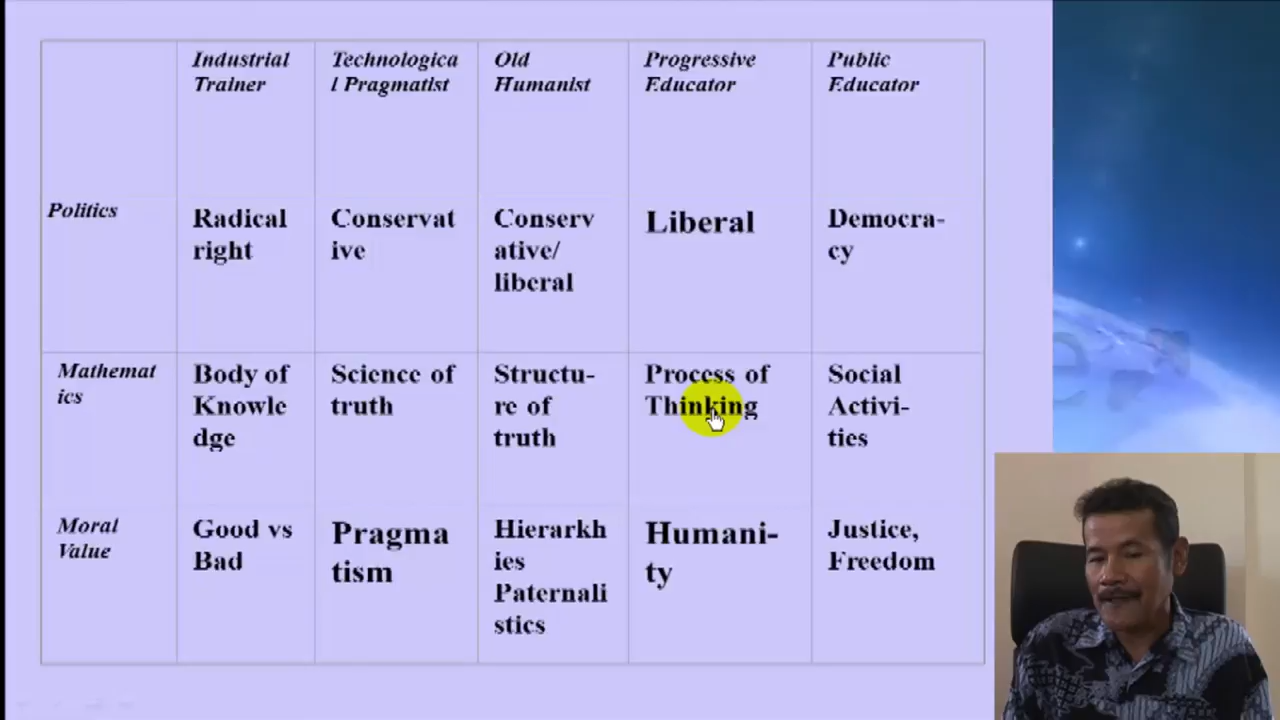 Industrial
Trainer
Technologica
l Pragmatist
Old
Humanist
Progressive
Educator
Public
Educator
Politics
Radical
right
Conservat
ive
Conserv
ative/
liberal
Liberal
Democra-
cy
Mathemat
ics
Body of
Knowle
dge
Science of
truth
Structu-
re of
truth
Process of
Thinking
Social
Activi-
ties
Moral
Value
Good vs
Bad
Pragma
tism
Hierarkh
ies
Paternali
stics
Humani-
ty
Justice,
Freedom